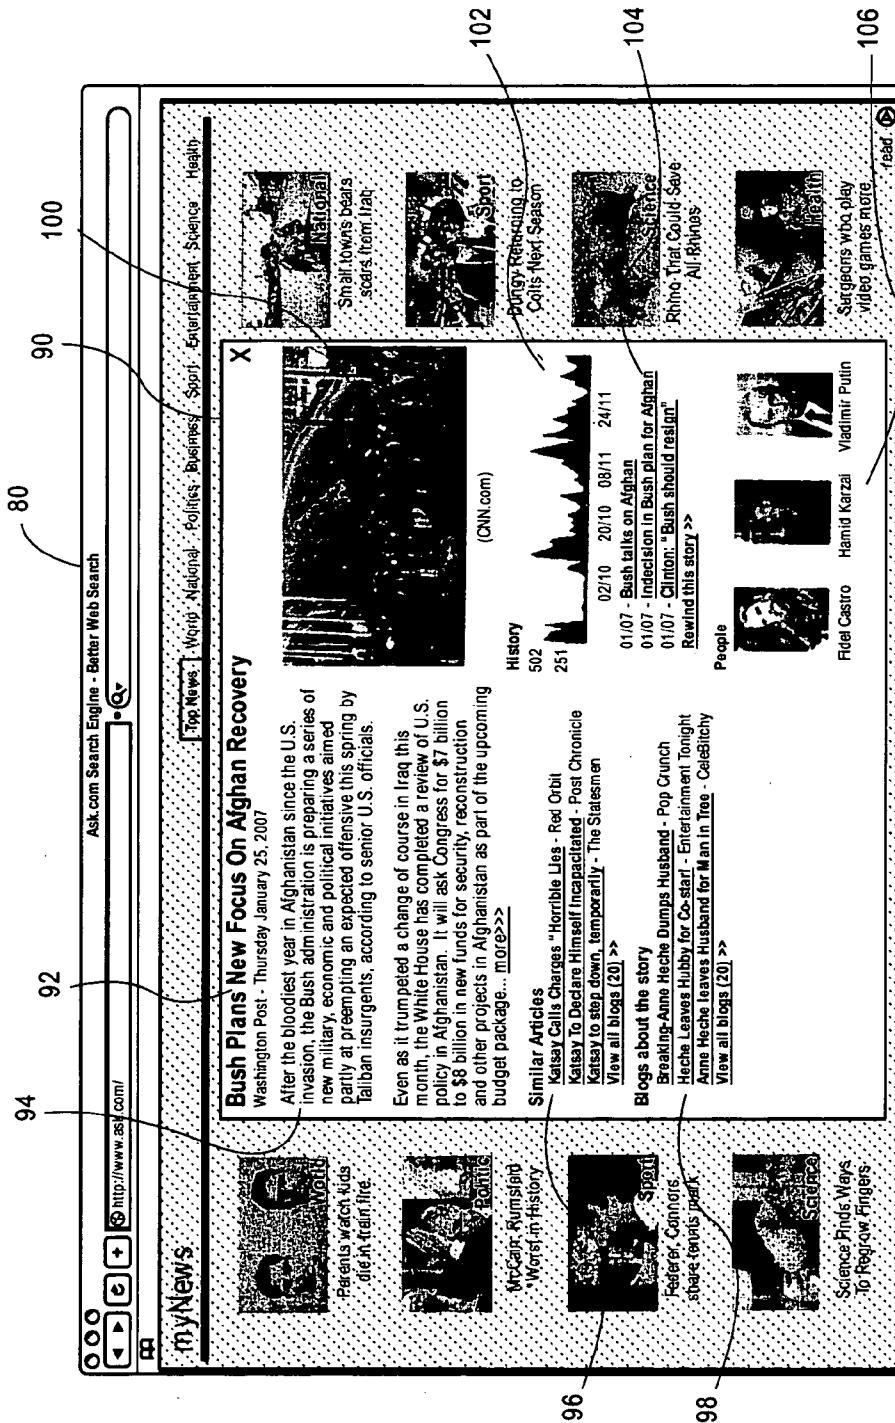 80
90
100
92
94
102
104
106
96
98
Ask.com Search Engine - Better Web Search
http://www.ask.com/
myNews
Top News World National Politics Business Sport Entertainment Science Health
World
Parents watch kids
die in train fire
Politic
McCain: Rumsfeld
"Worst in History
Sport
Federer, Connors
share tennis mark
Science
Science Finds Ways
To Regrow Fingers
Bush Plans New Focus On Afghan Recovery
X
Washington Post - Thursday January 25, 2007
After the bloodiest year in Afghanistan since the U.S.
invasion, the Bush administration is preparing a series of
new military, economic and political initiatives aimed
partly at preempting an expected offensive this spring by
Taliban insurgents, according to senior U.S. officials.
Even as it trumpeted a change of course in Iraq this
month, the White House has completed a review of U.S.
policy in Afghanistan. It will ask Congress for $7 billion
to $8 billion in new funds for security, reconstruction
and other projects in Afghanistan as part of the upcoming
budget package... more>>>
Similar Articles
Katsay Calls Charges "Horrible Lies - Red Orbit
Katsay To Declare Himself Incapacitated - Post Chronicle
Katsay to step down, temporarily - The Statesmen
View all blogs (20) >>
Blogs about the story
Breaking-Anne Heche Dumps Husband - Pop Crunch
Heche Leaves Hubby for Co-star! - Entertainment Tonight
Anne Heche leaves Husband for Man in Tree - CeleBitchy
View all blogs (20) >>
(CNN.com)
History
502
251
02/10 20/10 08/11 24/11
01/07 - Bush talks on Afghan
01/07 - Indecision in Bush plan for Afghan
01/07 - Clinton: "Bush should resign"
Rewind this story >>
People
Fidel Castro Hamid Karzai Vladimir Putin
National
Small towns bears
scars from Iraq
Sport
Dungy Returning to
Colts Next Season
Science
Rhino That Could Save
All Rhinos
Health
Surgeons who play
video games more
read